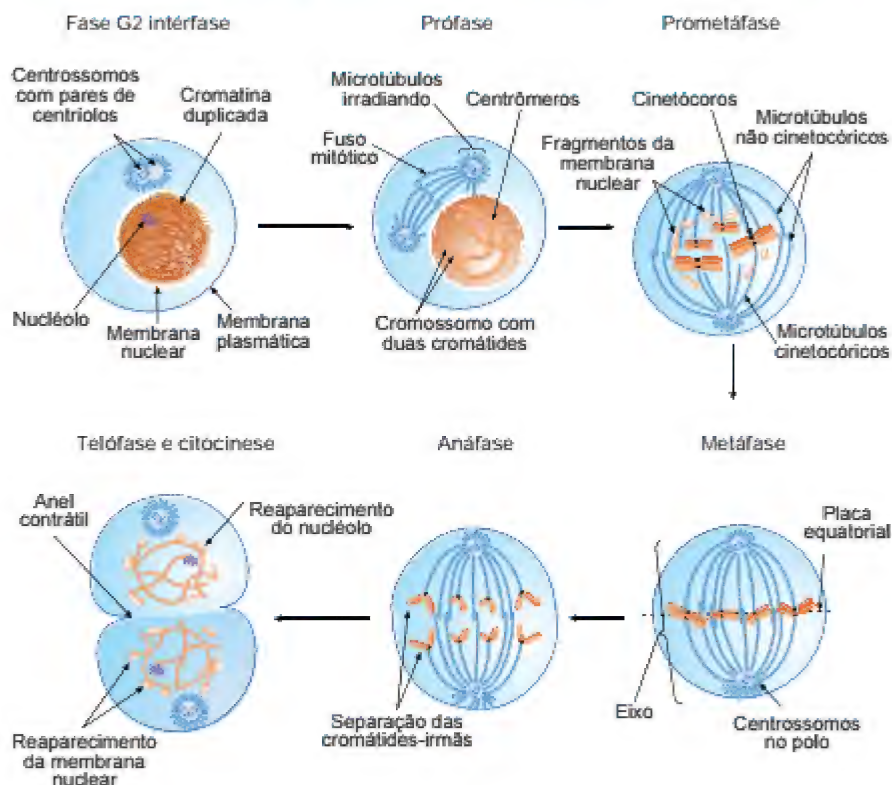 Fase G2 intérfase
Prófase
Prometáfase
Centrossomos
com pares de
centriolos
Cromatina
duplicada
Microtúbulos
irradiando
Centrômeros
Fuso
mitótico
Cinetócoros
Microtúbulos
não cinetocóricos
Fragmentos da
membrana
nuclear
Nucléolo
Membrana
nuclear
Membrana
plasmática
Cromossomo com
duas cromátides
Microtúbulos
cinetocóricos
Telófase e citocinese
Anáfase
Metáfase
Anel
contrátil
Reaparecimento
do nucléolo
Placa
equatorial
Reaparecimento
da membrana
nuclear
Separação das
cromátides-irmãs
Eixo
Centrossomos
no polo